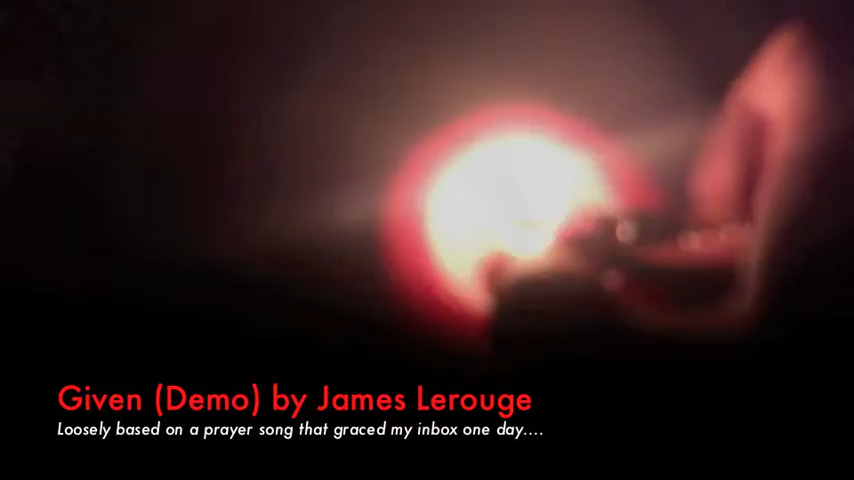 Given (Demo) by James Lerouge
Loosely based on a prayer song that graced my inbox one day....